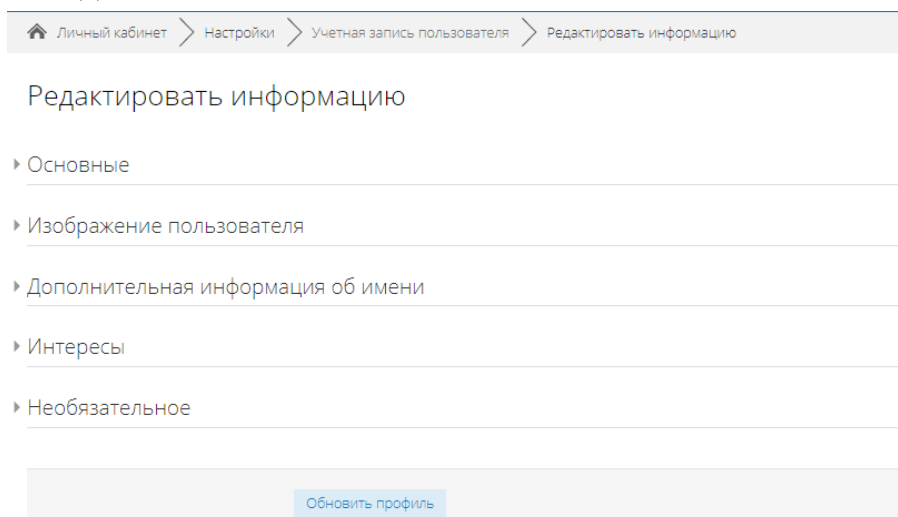 Личный кабинет Настройки Учетная запись пользователя Редактировать информацию
Редактировать информацию
Основные
Изображение пользователя
Дополнительная информация об имени
Интересы
Необязательное
Обновить профиль